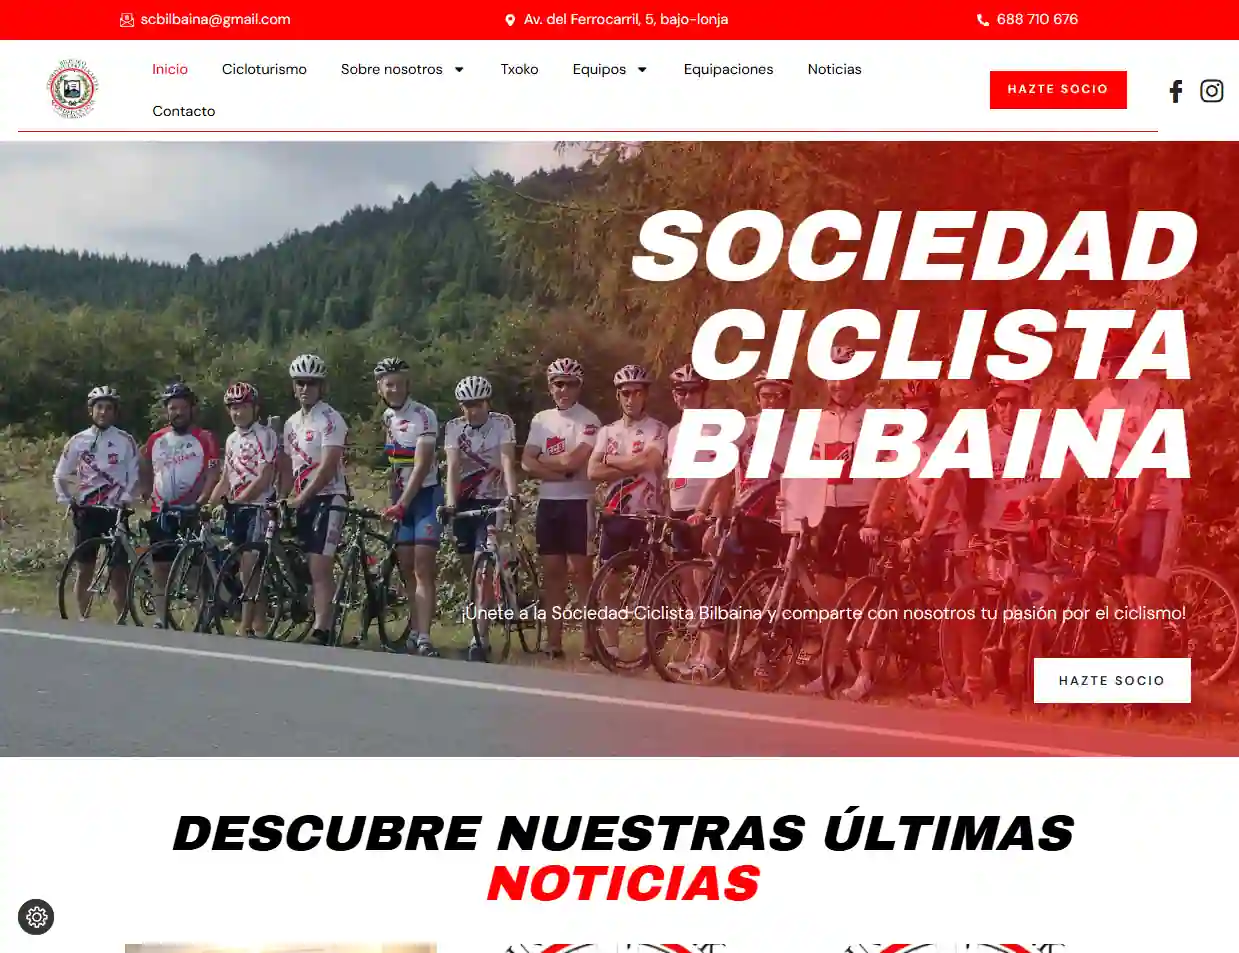 scbilbaina@gmail.com
Av. del Ferrocarril, 5, bajo-lonja
688 710 676
Inicio
Cicloturismo
Sobre nosotros
Txoko
Equipos
Equipaciones
Noticias
Contacto
HAZTE SOCIO
SOCIEDAD
CICLISTA
BILBAINA
¡Únete a la Sociedad Ciclista Bilbaina y comparte con nosotros tu pasión por el ciclismo!
HAZTE SOCIO
DESCUBRE NUESTRAS ÚLTIMAS
NOTICIAS